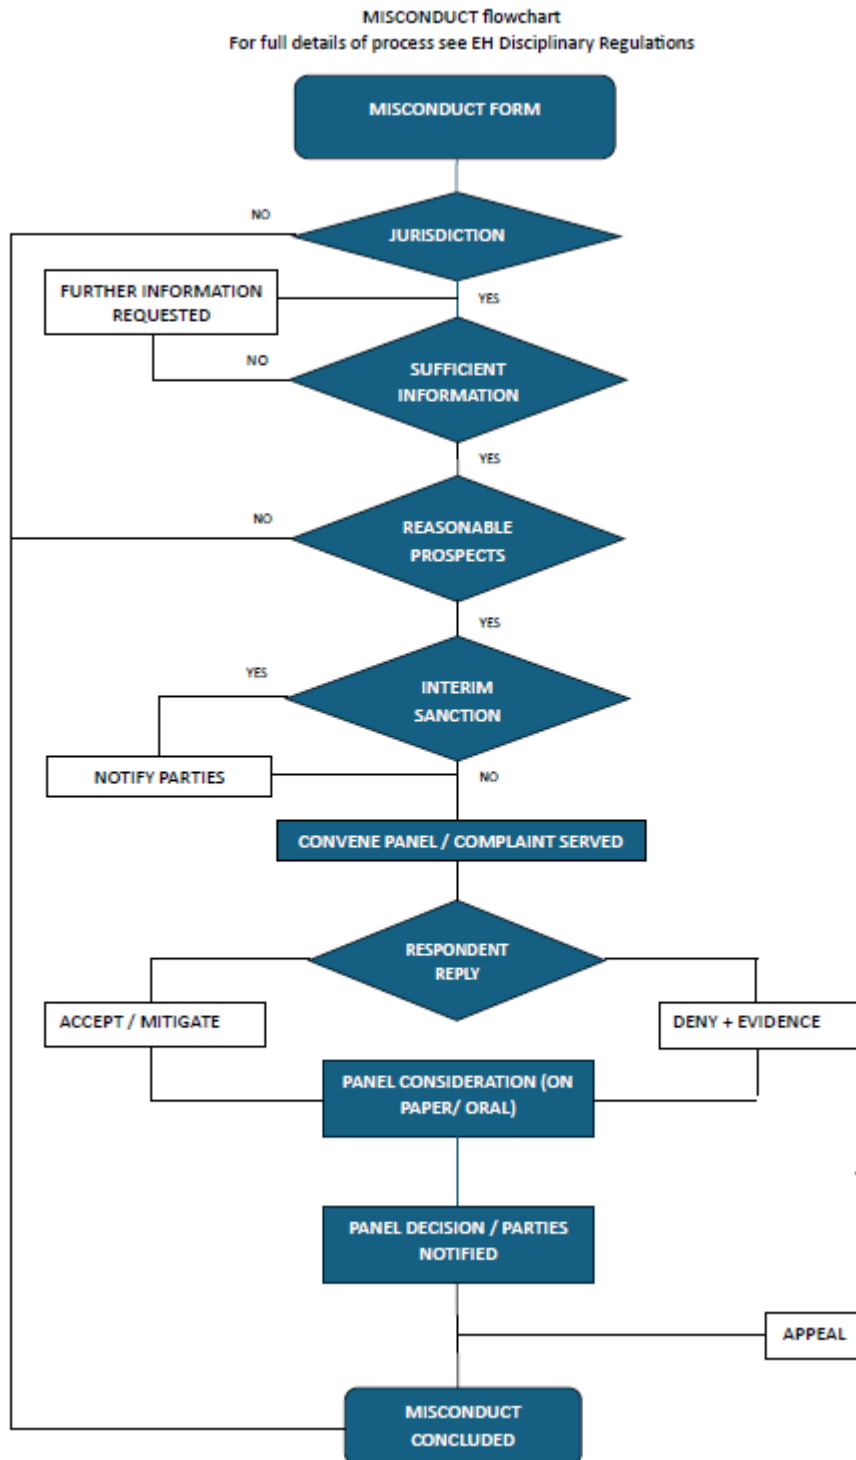 MISCONDUCT flowchart
For full details of process see EH Disciplinary Regulations
MISCONDUCT FORM
NO
JURISDICTION
FURTHER INFORMATION
REQUESTED
YES
NO
SUFFICIENT
INFORMATION
YES
NO
REASONABLE
PROSPECTS
YES
YES
INTERIM
SANCTION
NOTIFY PARTIES
NO
CONVENE PANEL / COMPLAINT SERVED
RESPONDENT
REPLY
ACCEPT / MITIGATE
DENY + EVIDENCE
PANEL CONSIDERATION (ON
PAPER/ ORAL)
PANEL DECISION / PARTIES
NOTIFIED
APPEAL
MISCONDUCT
CONCLUDED